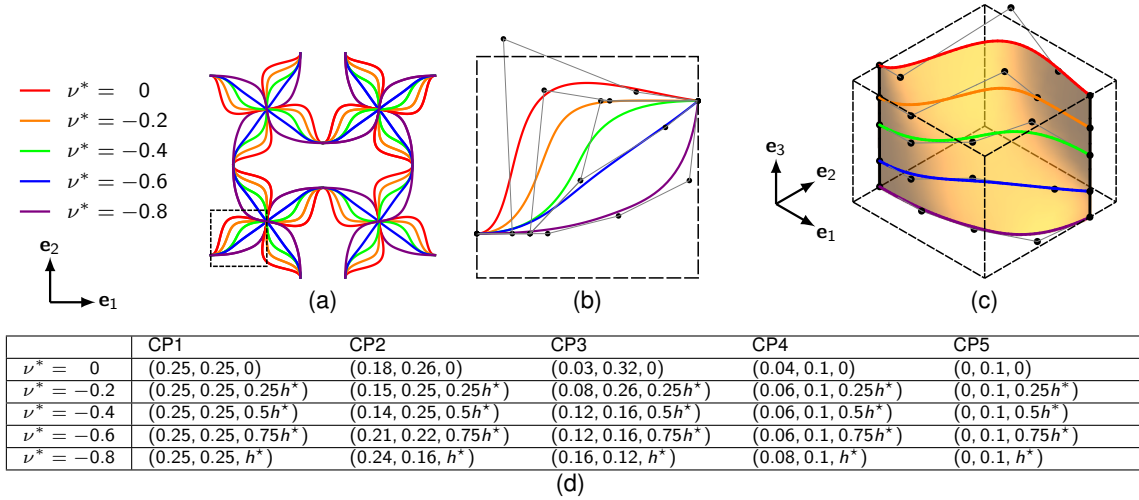 ν* = 0
ν* = −0.2
ν* = −0.4
ν* = −0.6
ν* = −0.8
e₂
e₁
(a)
(b)
e₃
e₂
e₁
(c)
CP1 CP2 CP3 CP4 CP5
ν* = 0 (0.25, 0.25, 0) (0.18, 0.26, 0) (0.03, 0.32, 0) (0.04, 0.1, 0) (0, 0.1, 0)
ν* = −0.2 (0.25, 0.25, 0.25h*) (0.15, 0.25, 0.25h*) (0.08, 0.26, 0.25h*) (0.06, 0.1, 0.25h*) (0, 0.1, 0.25h*)
ν* = −0.4 (0.25, 0.25, 0.5h*) (0.14, 0.25, 0.5h*) (0.12, 0.16, 0.5h*) (0.06, 0.1, 0.5h*) (0, 0.1, 0.5h*)
ν* = −0.6 (0.25, 0.25, 0.75h*) (0.21, 0.22, 0.75h*) (0.12, 0.16, 0.75h*) (0.06, 0.1, 0.75h*) (0, 0.1, 0.75h*)
ν* = −0.8 (0.25, 0.25, h*) (0.24, 0.16, h*) (0.16, 0.12, h*) (0.08, 0.1, h*) (0, 0.1, h*)
(d)